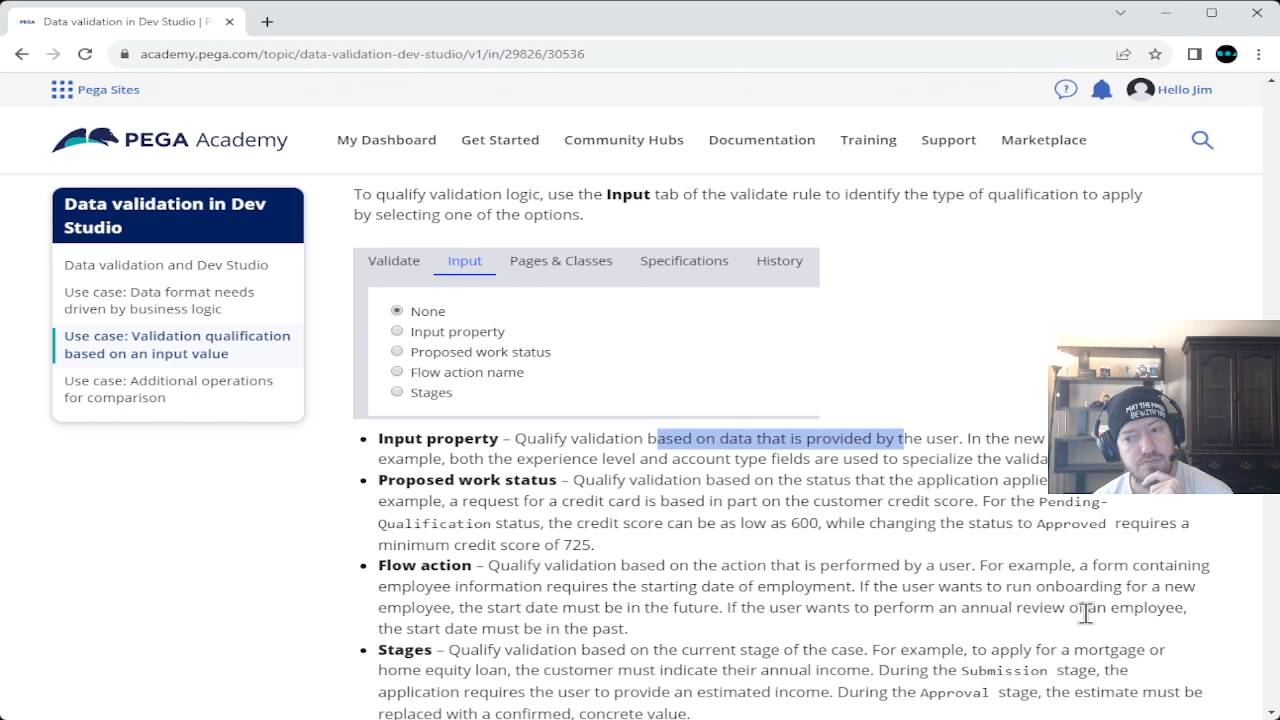 PEGA Data validation in Dev Studio | P
academy.pega.com/topic/data-validation-dev-studio/v1/in/29826/30536
Pega Sites
? Hello Jim
PEGA Academy
My Dashboard Get Started Community Hubs Documentation Training Support Marketplace
Data validation in Dev
Studio
Data validation and Dev Studio
Use case: Data format needs
driven by business logic
Use case: Validation qualification
based on an input value
Use case: Additional operations
for comparison
To qualify validation logic, use the Input tab of the validate rule to identify the type of qualification to apply
by selecting one of the options.
Validate Input Pages & Classes Specifications History
None
Input property
Proposed work status
Flow action name
Stages
• Input property – Qualify validation based on data that is provided by the user. In the new
example, both the experience level and account type fields are used to specialize the valida
• Proposed work status – Qualify validation based on the status that the application applie
example, a request for a credit card is based in part on the customer credit score. For the Pending-
Qualification status, the credit score can be as low as 600, while changing the status to Approved requires a
minimum credit score of 725.
• Flow action – Qualify validation based on the action that is performed by a user. For example, a form containing
employee information requires the starting date of employment. If the user wants to run onboarding for a new
employee, the start date must be in the future. If the user wants to perform an annual review of an employee,
the start date must be in the past.
• Stages – Qualify validation based on the current stage of the case. For example, to apply for a mortgage or
home equity loan, the customer must indicate their annual income. During the Submission stage, the
application requires the user to provide an estimated income. During the Approval stage, the estimate must be
replaced with a confirmed, concrete value.
MAY THE
BE WITH YOU